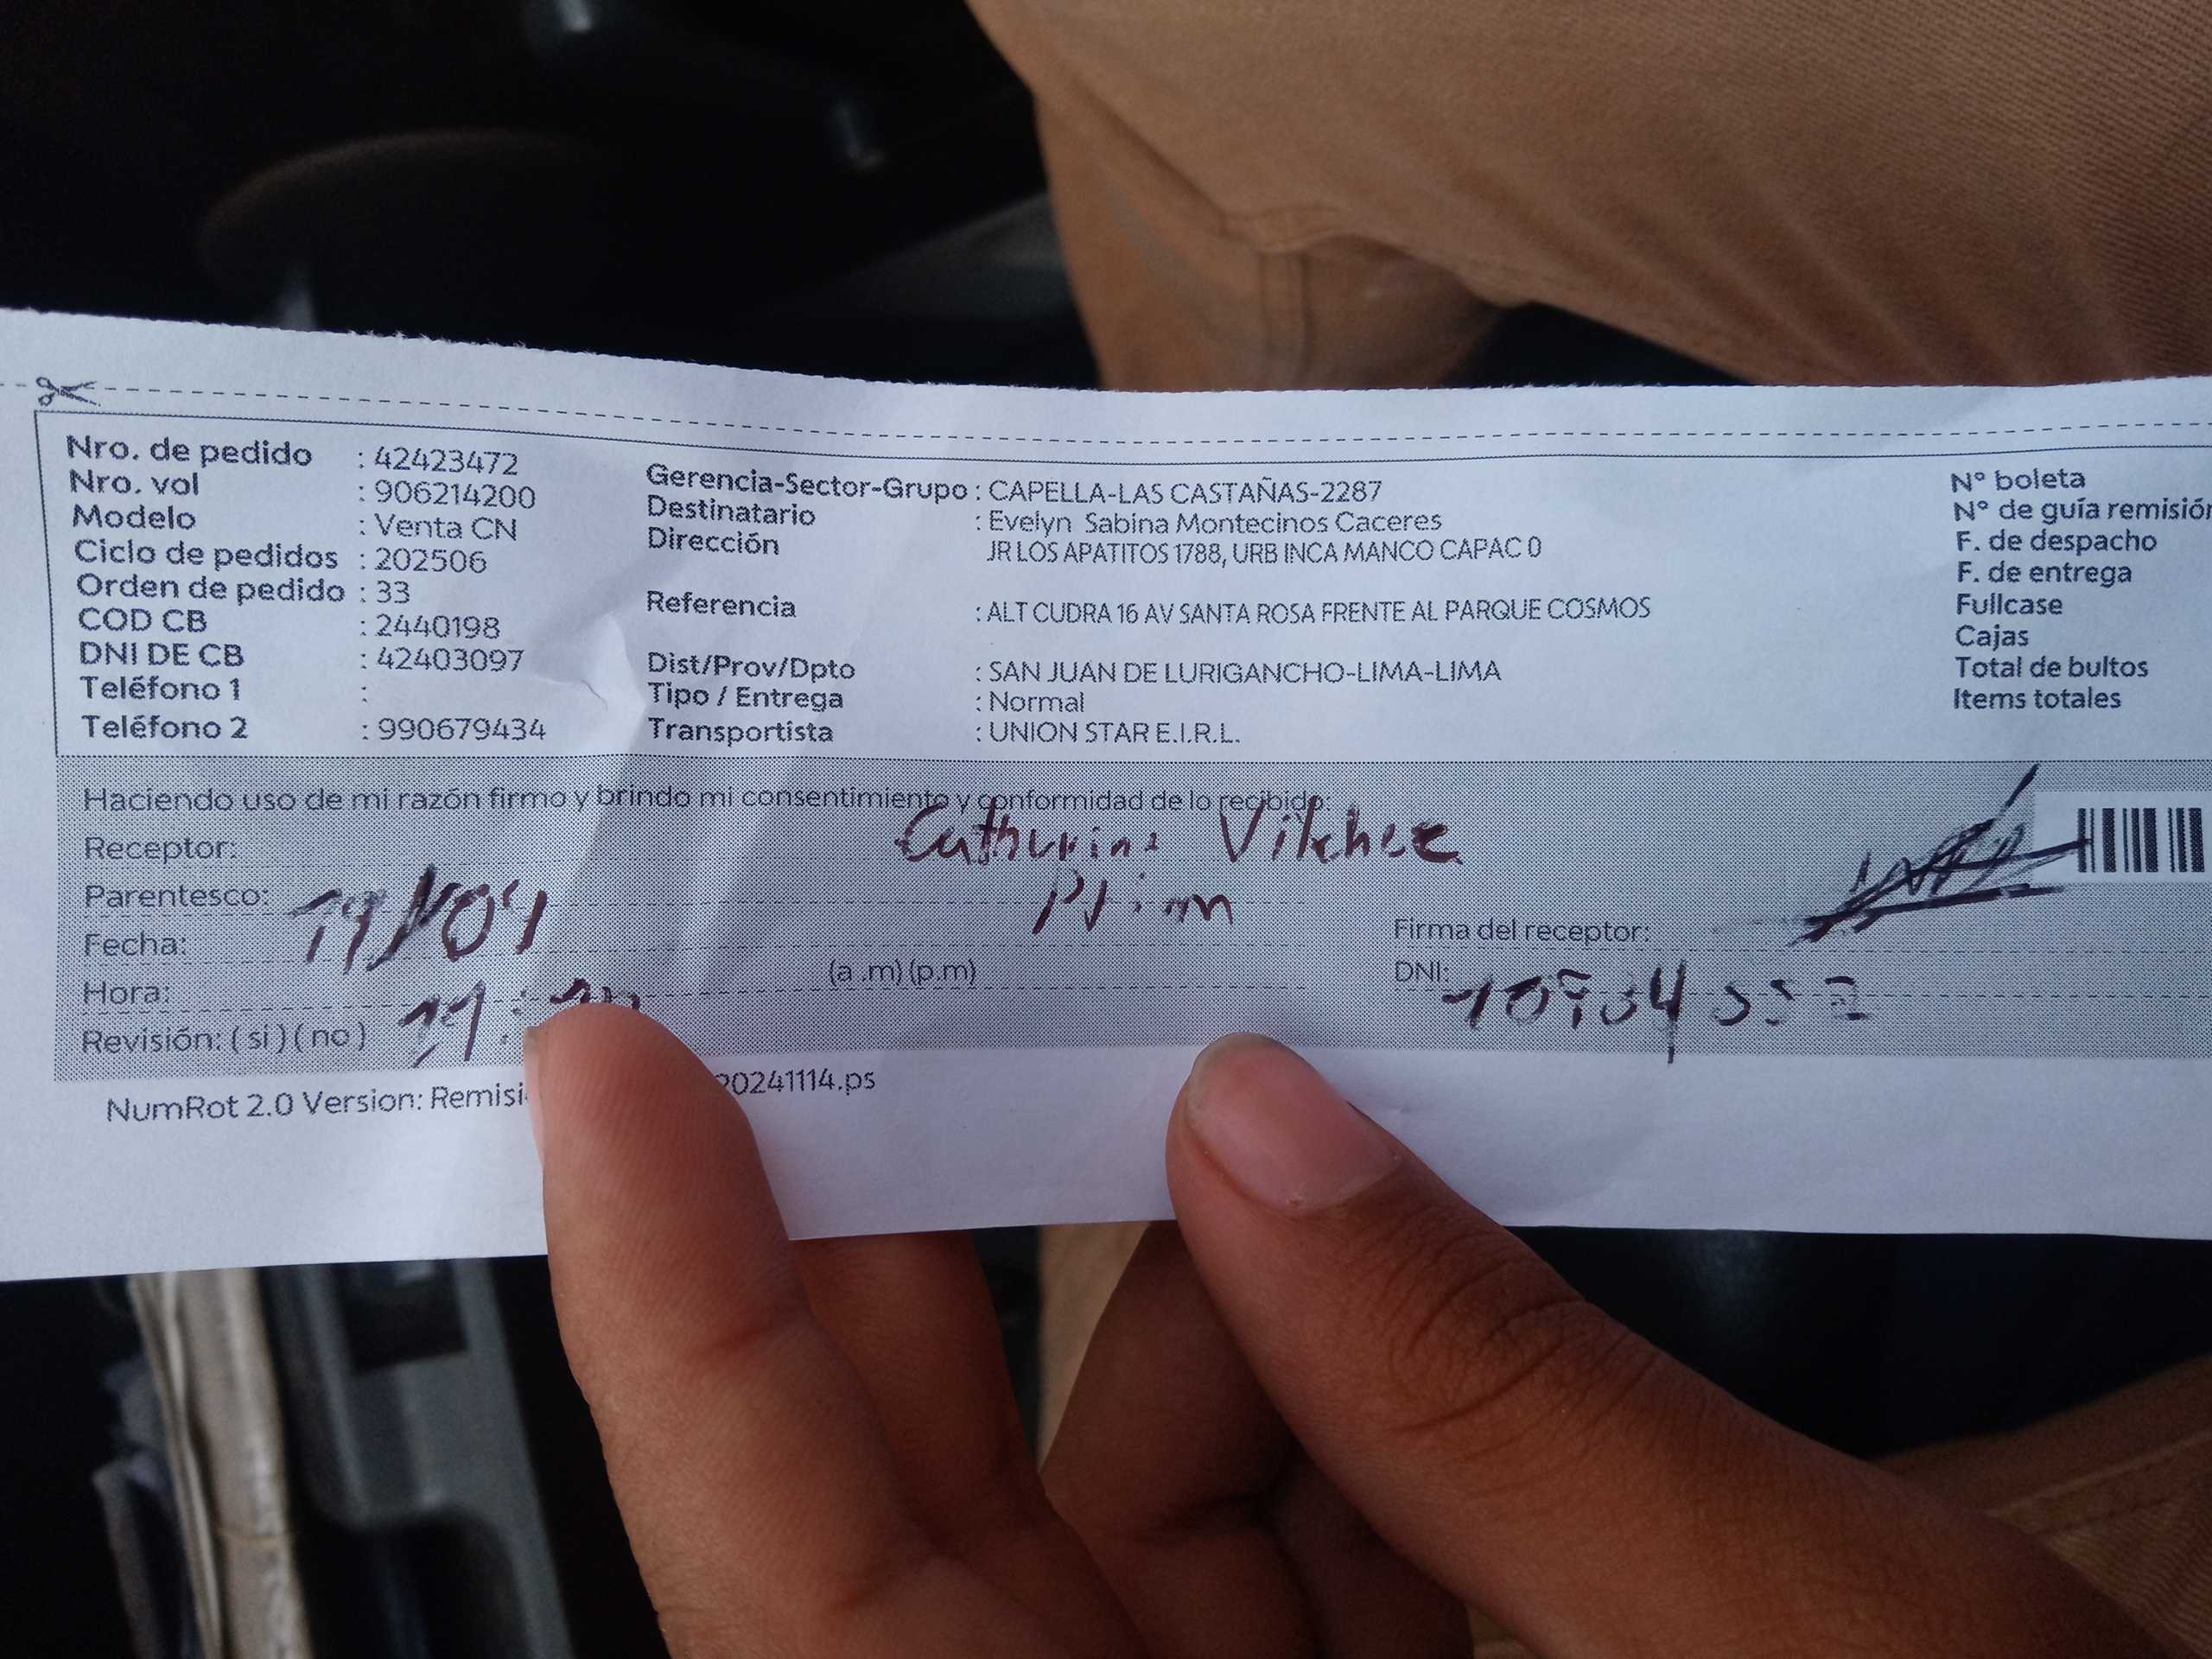 Nro. de pedido : 42423472
Nro. vol : 906214200
Modelo : Venta CN
Ciclo de pedidos : 202506
Orden de pedido : 33
COD CB : 2440198
DNI DE CB : 42403097
Teléfono 1 :
Teléfono 2 : 990679434
Gerencia-Sector-Grupo : CAPELLA-LAS CASTAÑAS-2287
Destinatario : Evelyn Sabina Montecinos Caceres
Dirección JR LOS APATITOS 1788, URB INCA MANCO CAPAC 0
Referencia : ALT CUDRA 16 AV SANTA ROSA FRENTE AL PARQUE COSMOS
Dist/Prov/Dpto : SAN JUAN DE LURIGANCHO-LIMA-LIMA
Tipo / Entrega : Normal
Transportista : UNION STAR E.I.R.L.
N° boleta
N° de guía remisión
F. de despacho
F. de entrega
Fullcase
Cajas
Total de bultos
Items totales
Haciendo uso de mi razón firmo y brindo mi consentimiento y conformidad de lo recibido:
Receptor: Vilchez
Parentesco:
Fecha: 19/04
Hora: (a .m) (p.m)
Revisión: ( si ) ( no )
Firma del receptor:
DNI:
NumRot 2.0 Version: 20241114.ps